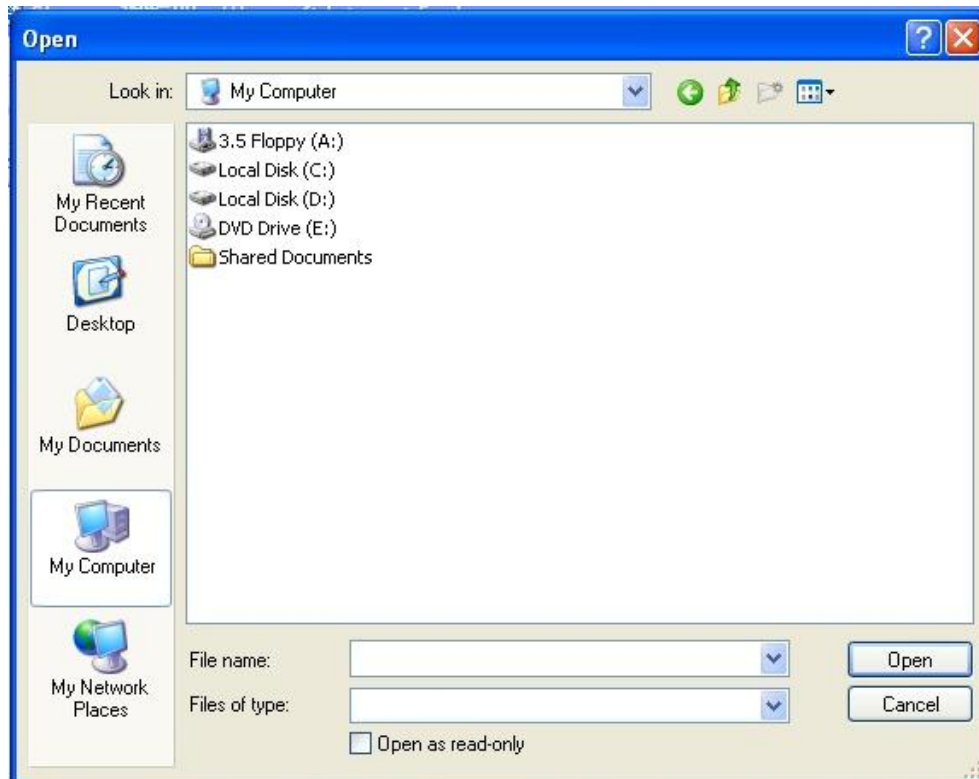 Open
Look in:
My Computer
3.5 Floppy (A:)
Local Disk (C:)
Local Disk (D:)
DVD Drive (E:)
Shared Documents
My Recent
Documents
Desktop
My Documents
My Computer
My Network
Places
File name:
Open
Files of type:
Cancel
Open as read-only